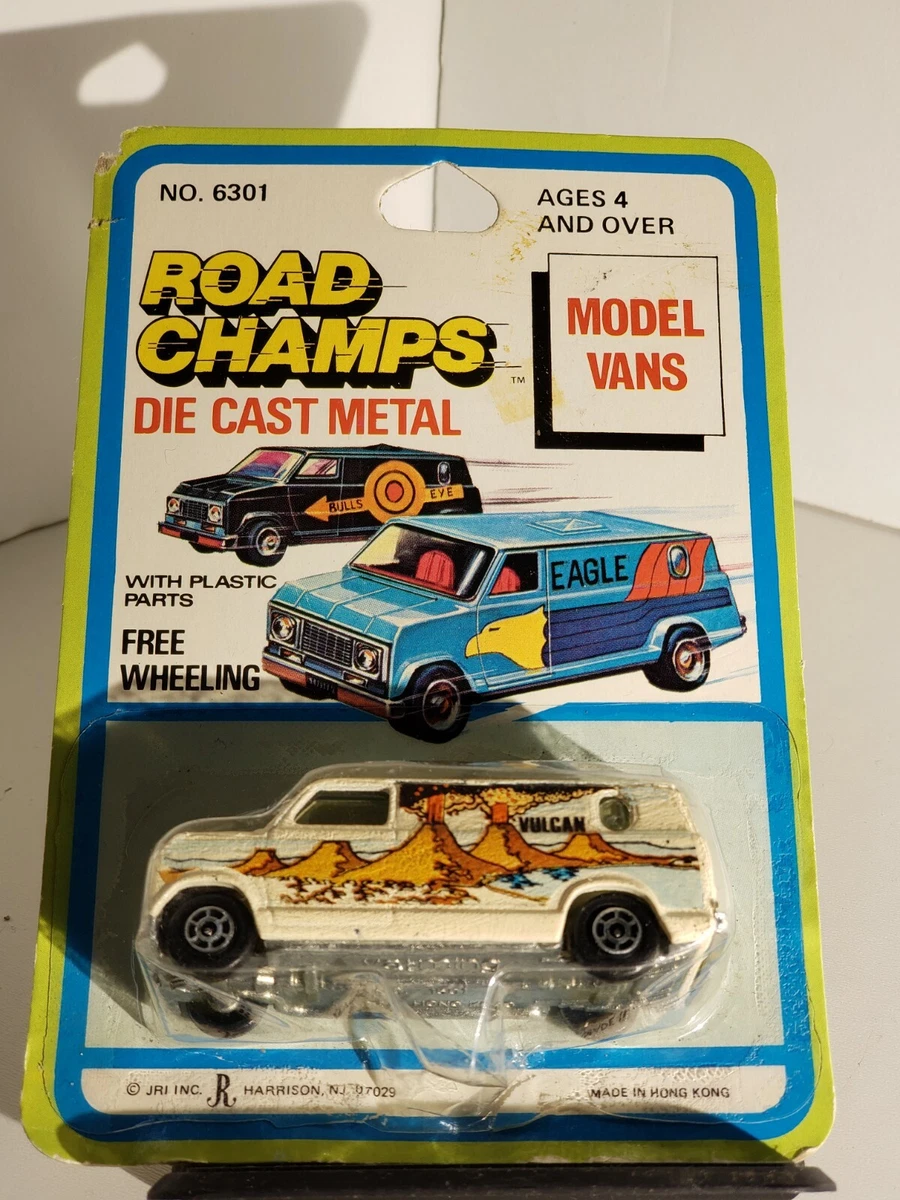 NO. 6301
AGES 4
AND OVER
ROAD
CHAMPS
TM
MODEL
VANS
DIE CAST METAL
BULLS
EYE
EAGLE
WITH PLASTIC
PARTS
FREE
WHEELING
VULCAN
© JRI INC. JR HARRISON, NJ 07029
MADE IN HONG KONG